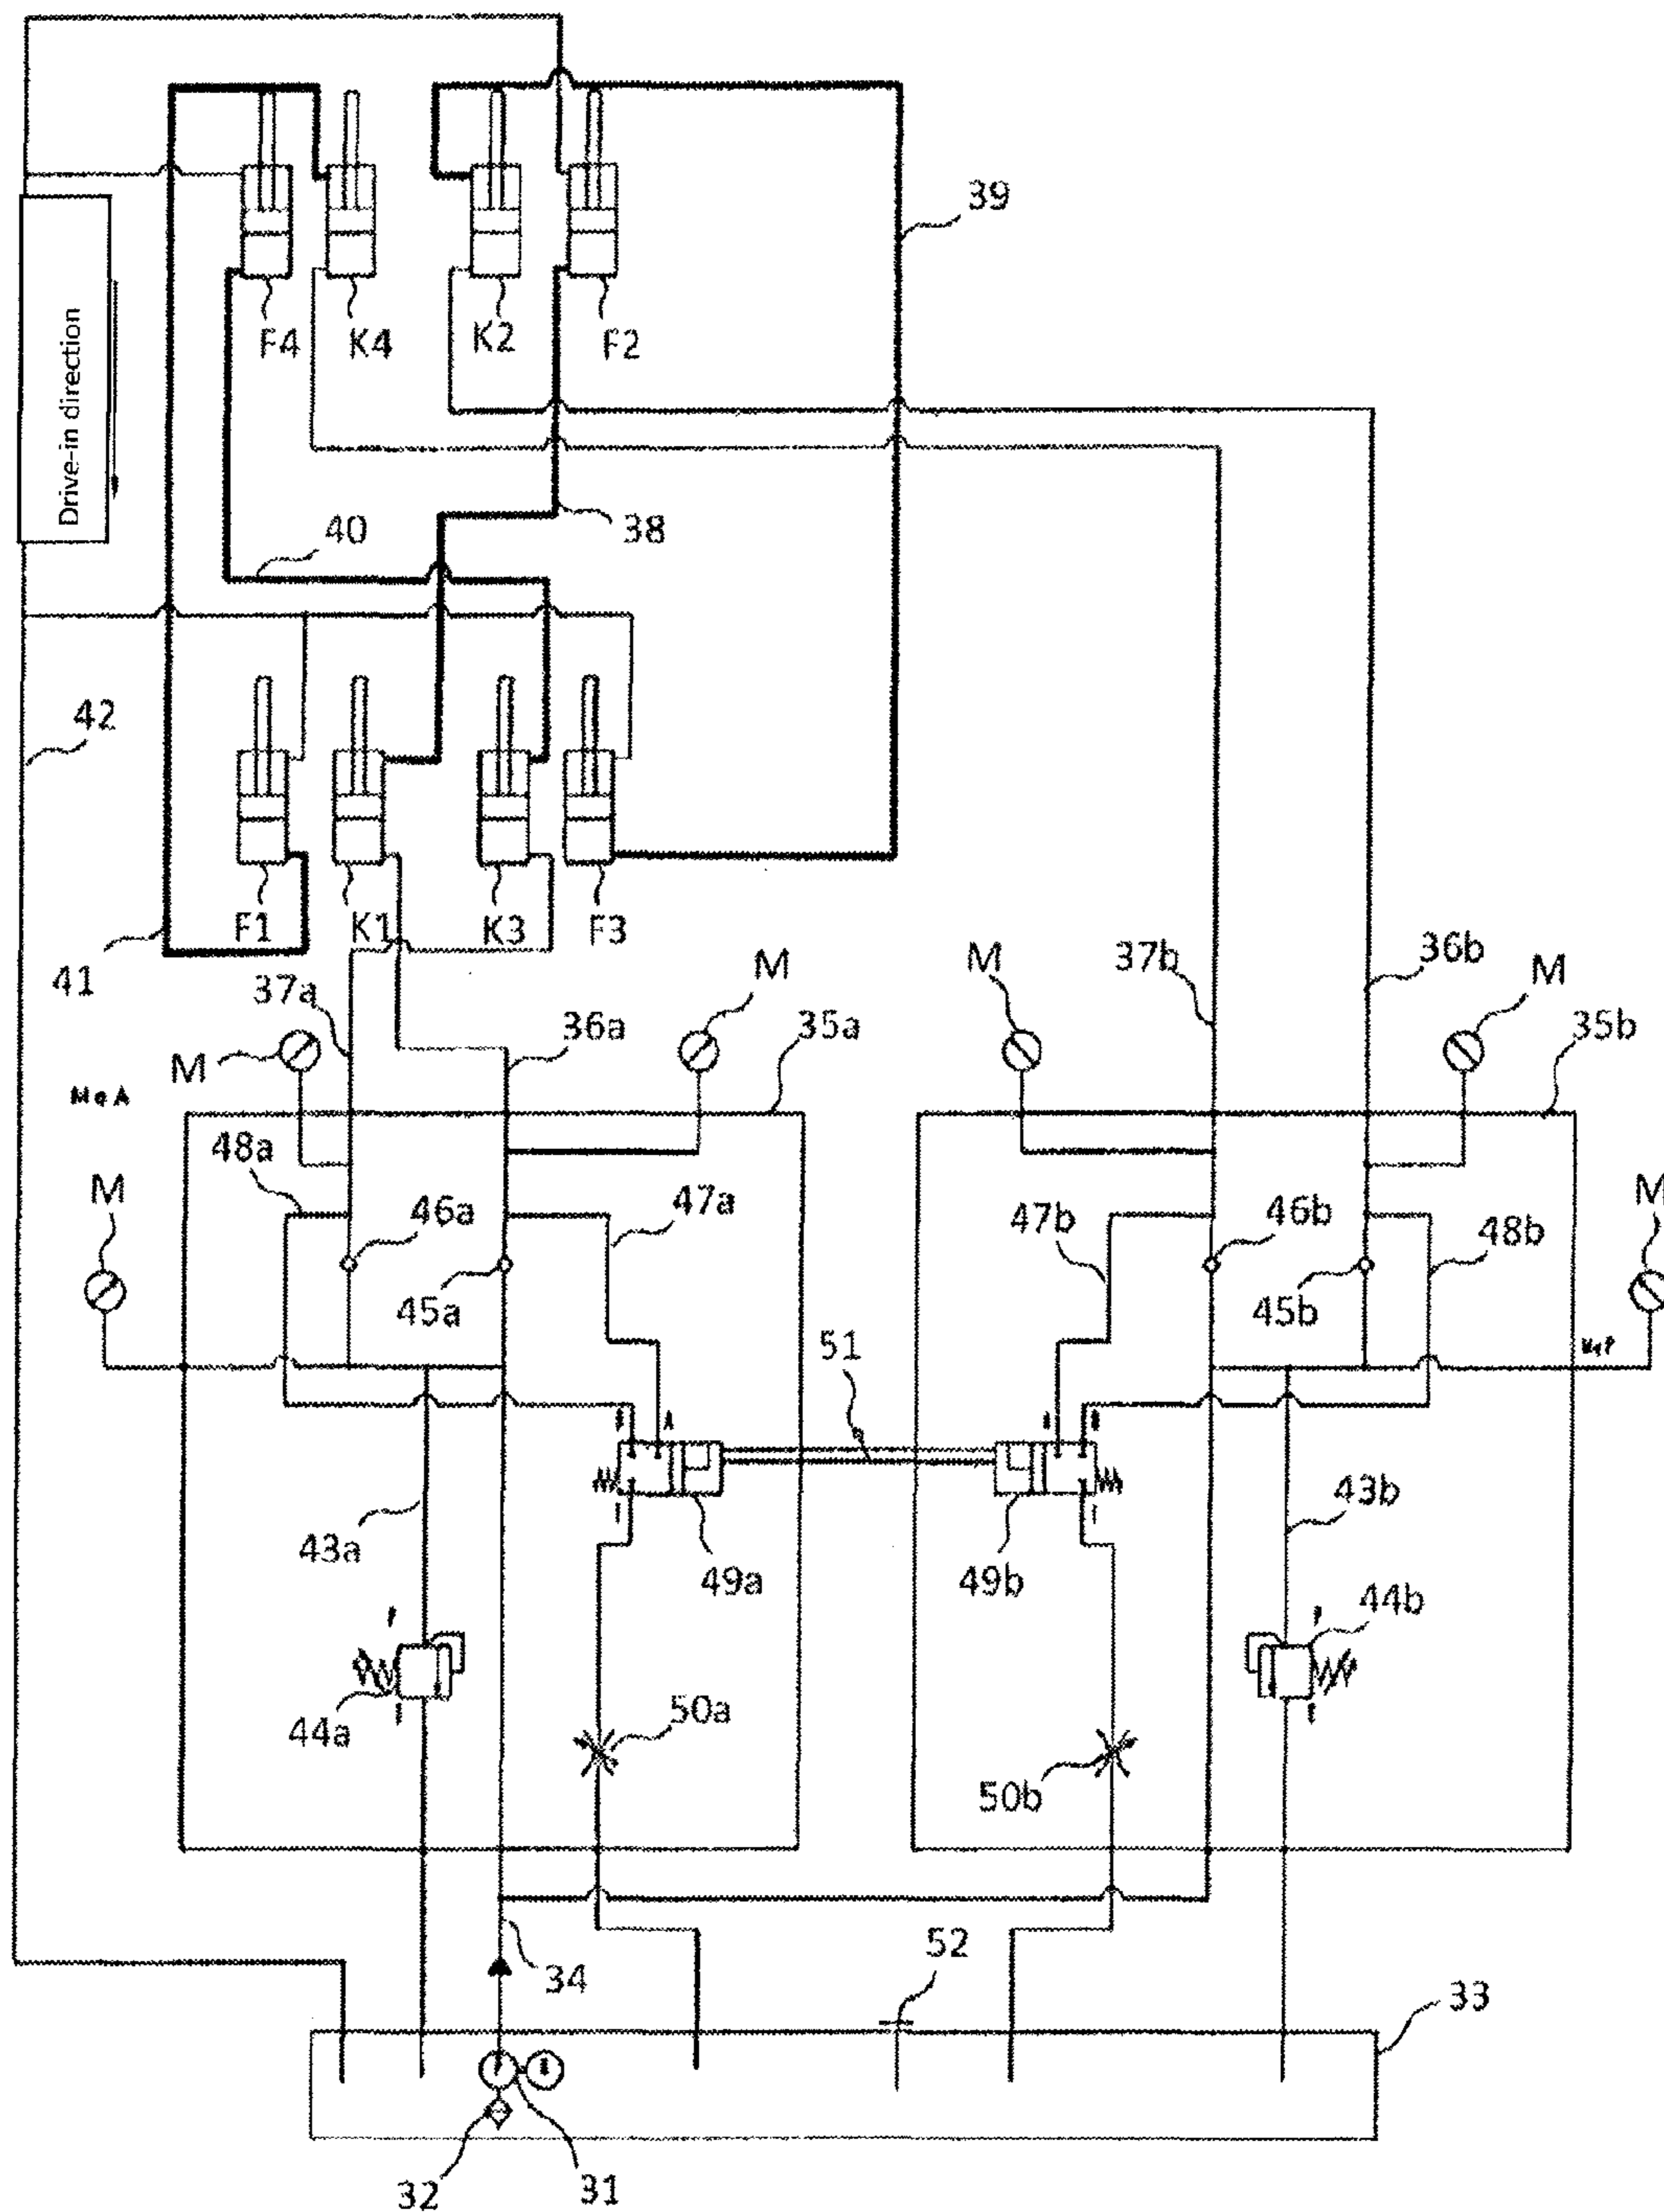 39
F4
K4
K2
F2
Drive-in direction
40
38
42
F1
K1
K3
F3
41
37a
36a
M
35a
M
M
37b
36b
M
35b
M
48a
46a
47a
45a
47b
46b
48b
45b
M
51
43a
49a
49b
43b
44a
44b
50a
50b
34
52
33
32
31